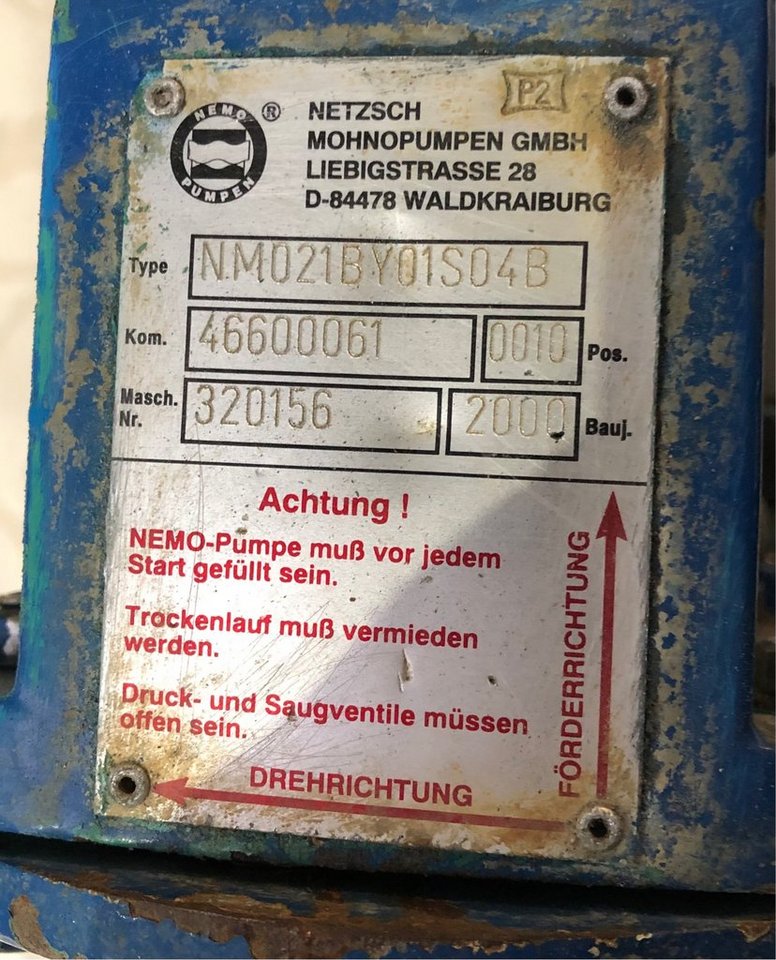 P2
NEMO ®
PUMPEN
NETZSCH
MOHNOPUMPEN GMBH
LIEBIGSTRASSE 28
D-84478 WALDKRAIBURG
Type NM021BY01S04B
Kom. 46600061 0010 Pos.
Masch. Nr. 320156 2000 Bauj.
Achtung !
NEMO-Pumpe muß vor jedem
Start gefüllt sein.
Trockenlauf muß vermieden
werden.
Druck- und Saugventile müssen
offen sein.
FÖRDERRICHTUNG
DREHRICHTUNG